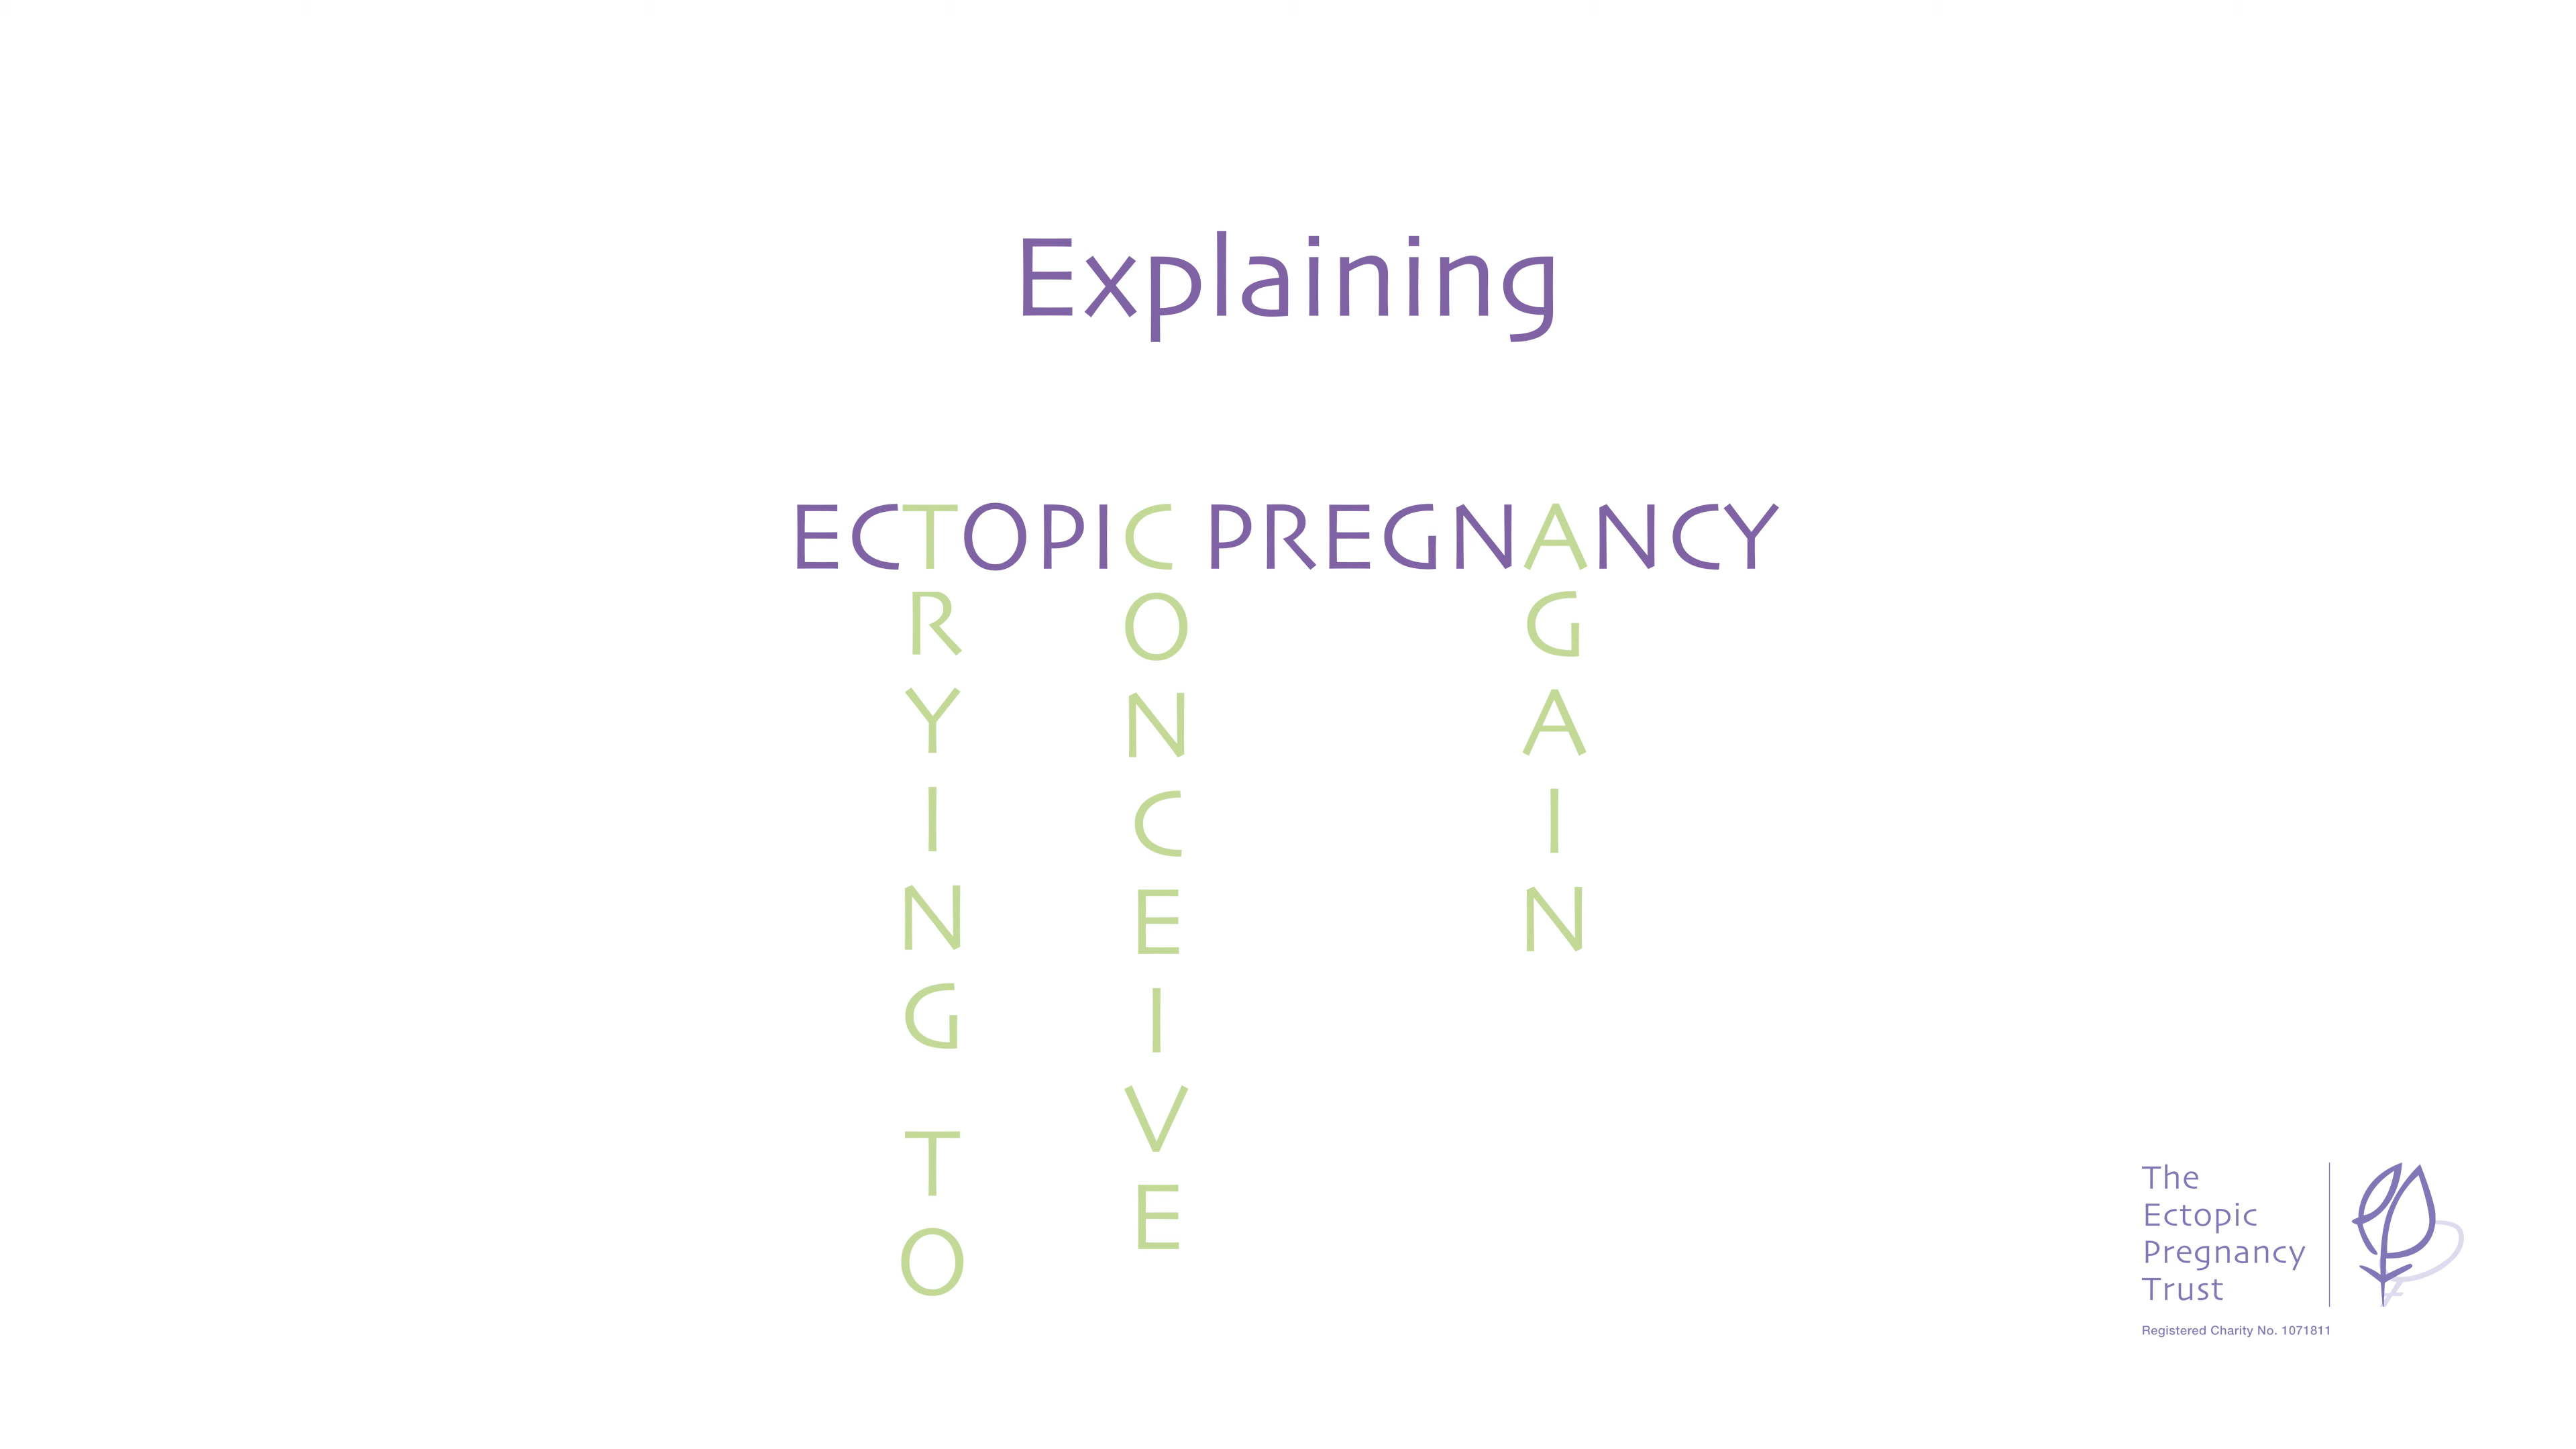 Explaining
ECTOPIC PREGNANCY
TRYING TO
CONCEIVE
AGAIN
The
Ectopic
Pregnancy
Trust
Registered Charity No. 1071811